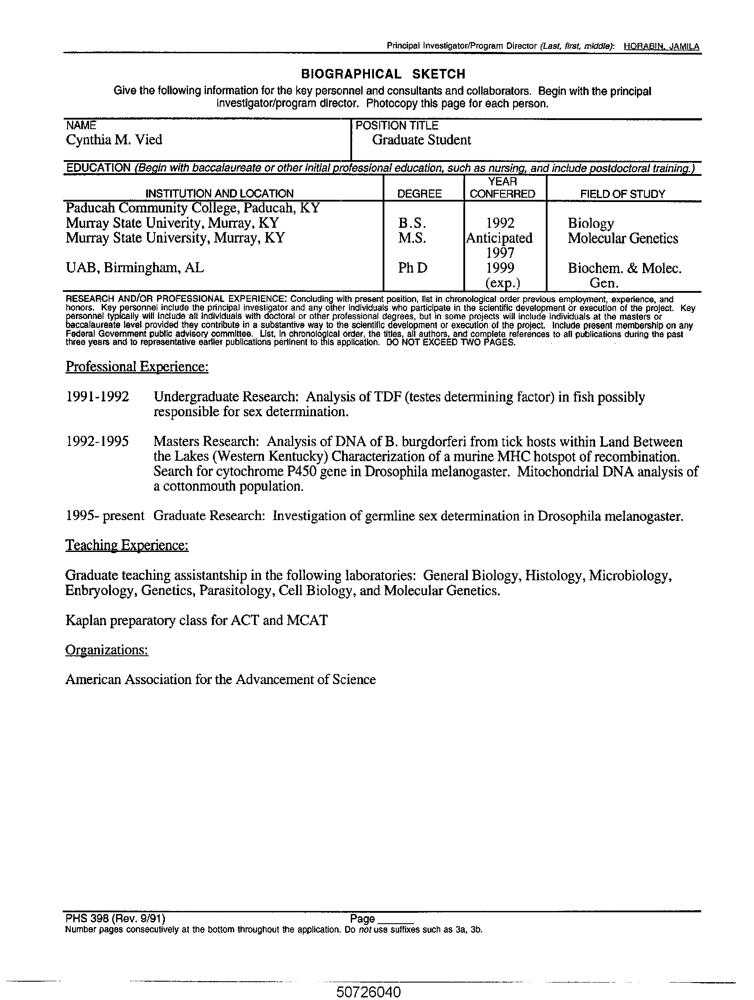 Principal Investigator/Program Director (Last, first, middle): HORABIN, JAMILA
BIOGRAPHICAL SKETCH
Give the following information for the key personnel and consultants and collaborators. Begin with the principal
investigator/program director. Photocopy this page for each person.
NAME POSITION TITLE
Cynthia M. Vied Graduate Student
EDUCATION (Begin with baccalaureate or other initial professional education, such as nursing, and include postdoctoral training.)
INSTITUTION AND LOCATION DEGREE YEAR CONFERRED FIELD OF STUDY
Paducah Community College, Paducah, KY
Murray State Univerity, Murray, KY B.S. 1992 Biology
Murray State University, Murray, KY M.S. Anticipated Molecular Genetics
1997
UAB, Birmingham, AL Ph D 1999 Biochem. & Molec.
(exp.) Gen.
RESEARCH AND/OR PROFESSIONAL EXPERIENCE: Concluding with present position, list in chronological order previous employment, experience, and
honors. Key personnel include the principal investigator and any other individuals who participate in the scientific development or execution of the project. Key
personnel typically will include all individuals with doctoral or other professional degrees, but in some projects will include individuals at the masters or
baccalaureate level provided they contribute in a substantive way to the scientific development or execution of the project. Include present membership on any
Federal Government public advisory committee. List, in chronological order, the titles, all authors, and complete references to all publications during the past
three years and to representative earlier publications pertinent to this application. DO NOT EXCEED TWO PAGES.
Professional Experience:
1991-1992 Undergraduate Research: Analysis of TDF (testes determining factor) in fish possibly
responsible for sex determination.
1992-1995 Masters Research: Analysis of DNA of B. burgdorferi from tick hosts within Land Between
the Lakes (Western Kentucky) Characterization of a murine MHC hotspot of recombination.
Search for cytochrome P450 gene in Drosophila melanogaster. Mitochondrial DNA analysis of
a cottonmouth population.
1995- present Graduate Research: Investigation of germline sex determination in Drosophila melanogaster.
Teaching Experience:
Graduate teaching assistantship in the following laboratories: General Biology, Histology, Microbiology,
Enbryology, Genetics, Parasitology, Cell Biology, and Molecular Genetics.
Kaplan preparatory class for ACT and MCAT
Organizations:
American Association for the Advancement of Science
PHS 398 (Rev. 9/91) Page ______
Number pages consecutively at the bottom throughout the application. Do not use suffixes such as 3a, 3b.
50726040